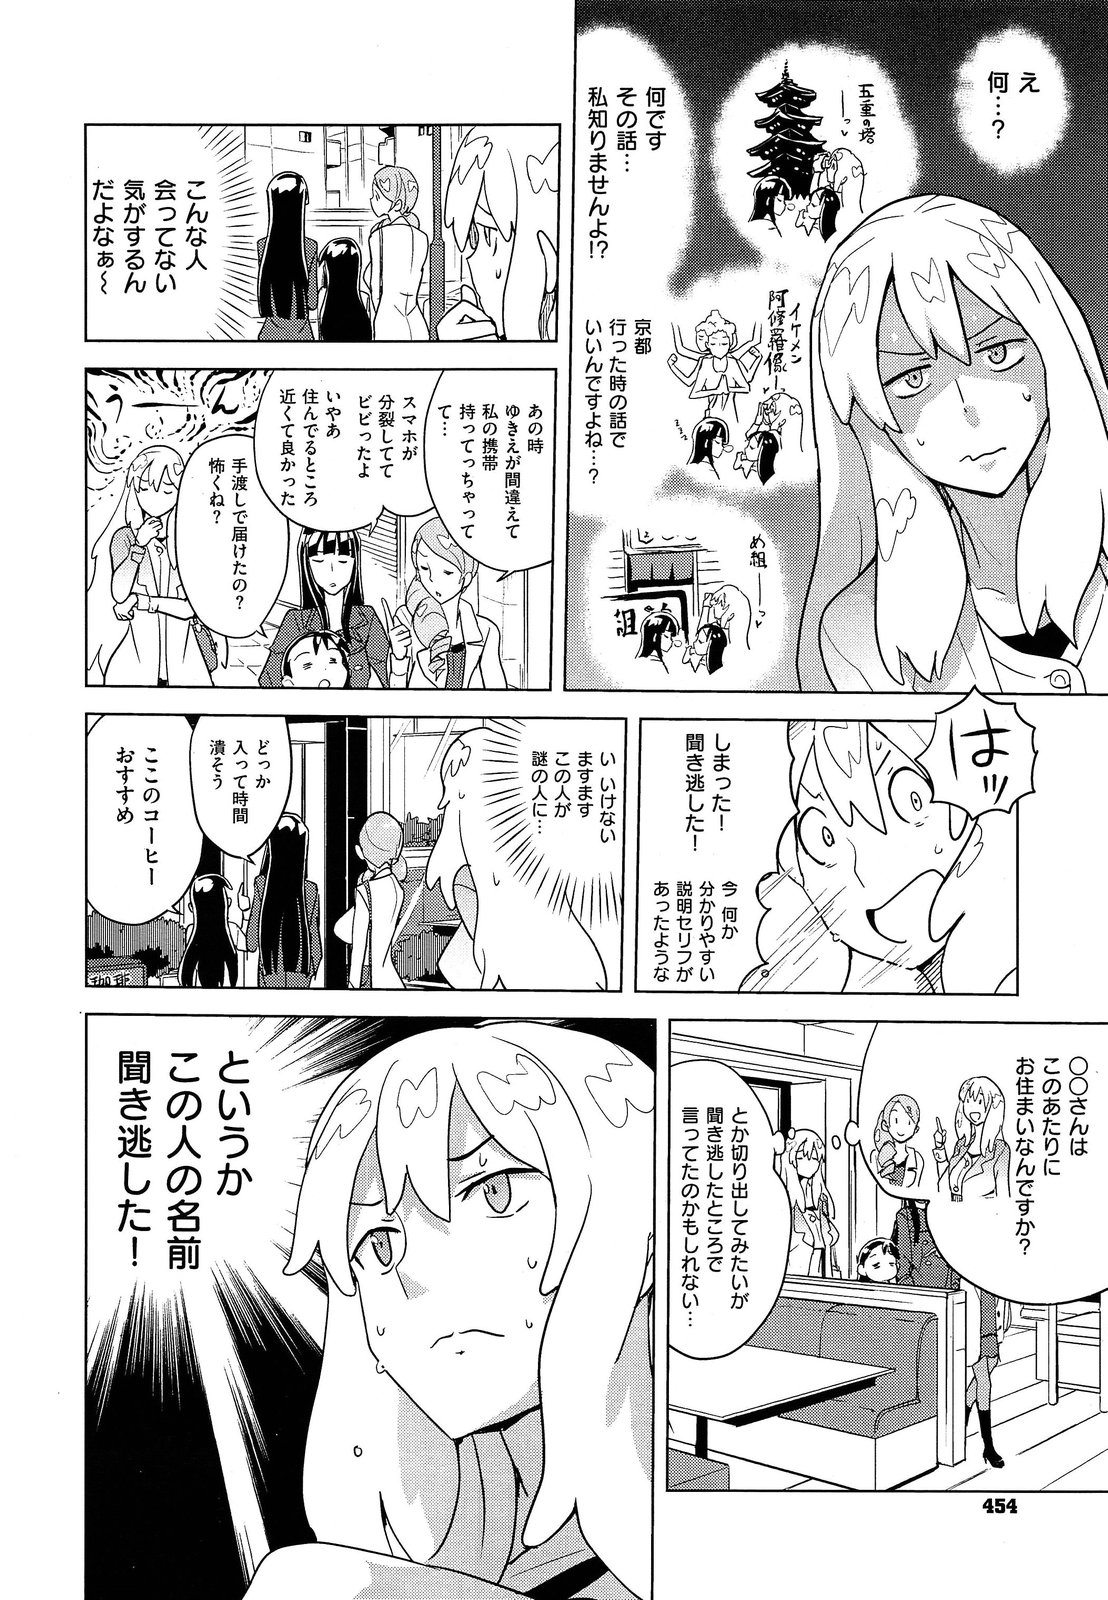 え
何…?
五重の塔
ーっ♥
何です
その話…
私知りませんよ!?
イケメン
阿修羅像ー
京都
行った時の話で
いいんですよね…?
め組ーっ♥
組
め
こんな人
会ってない
気がするん
だよなぁ〜
あの時
ゆきえが間違えて
私の携帯
持ってっちゃって
て…
スマホが
分裂してて
ビビったよ
いやあ
住んでるところ
近くて良かった
手渡しで届けたの?
怖くね?
うーん
はッ
しまった!
聞き逃した!
今 何か
分かりやすい
説明セリフが
あったような
い いけない
ますます
この人が
謎の人に…
どっか
入って時間
潰そう
ここのコーヒー
おすすめ
珈琲
〇〇さんは
このあたりに
お住まいなんですか?
とか切り出してみたいが
聞き逃したところで
言ってたのかもしれない…
というか
この人の名前
聞き逃した!
454